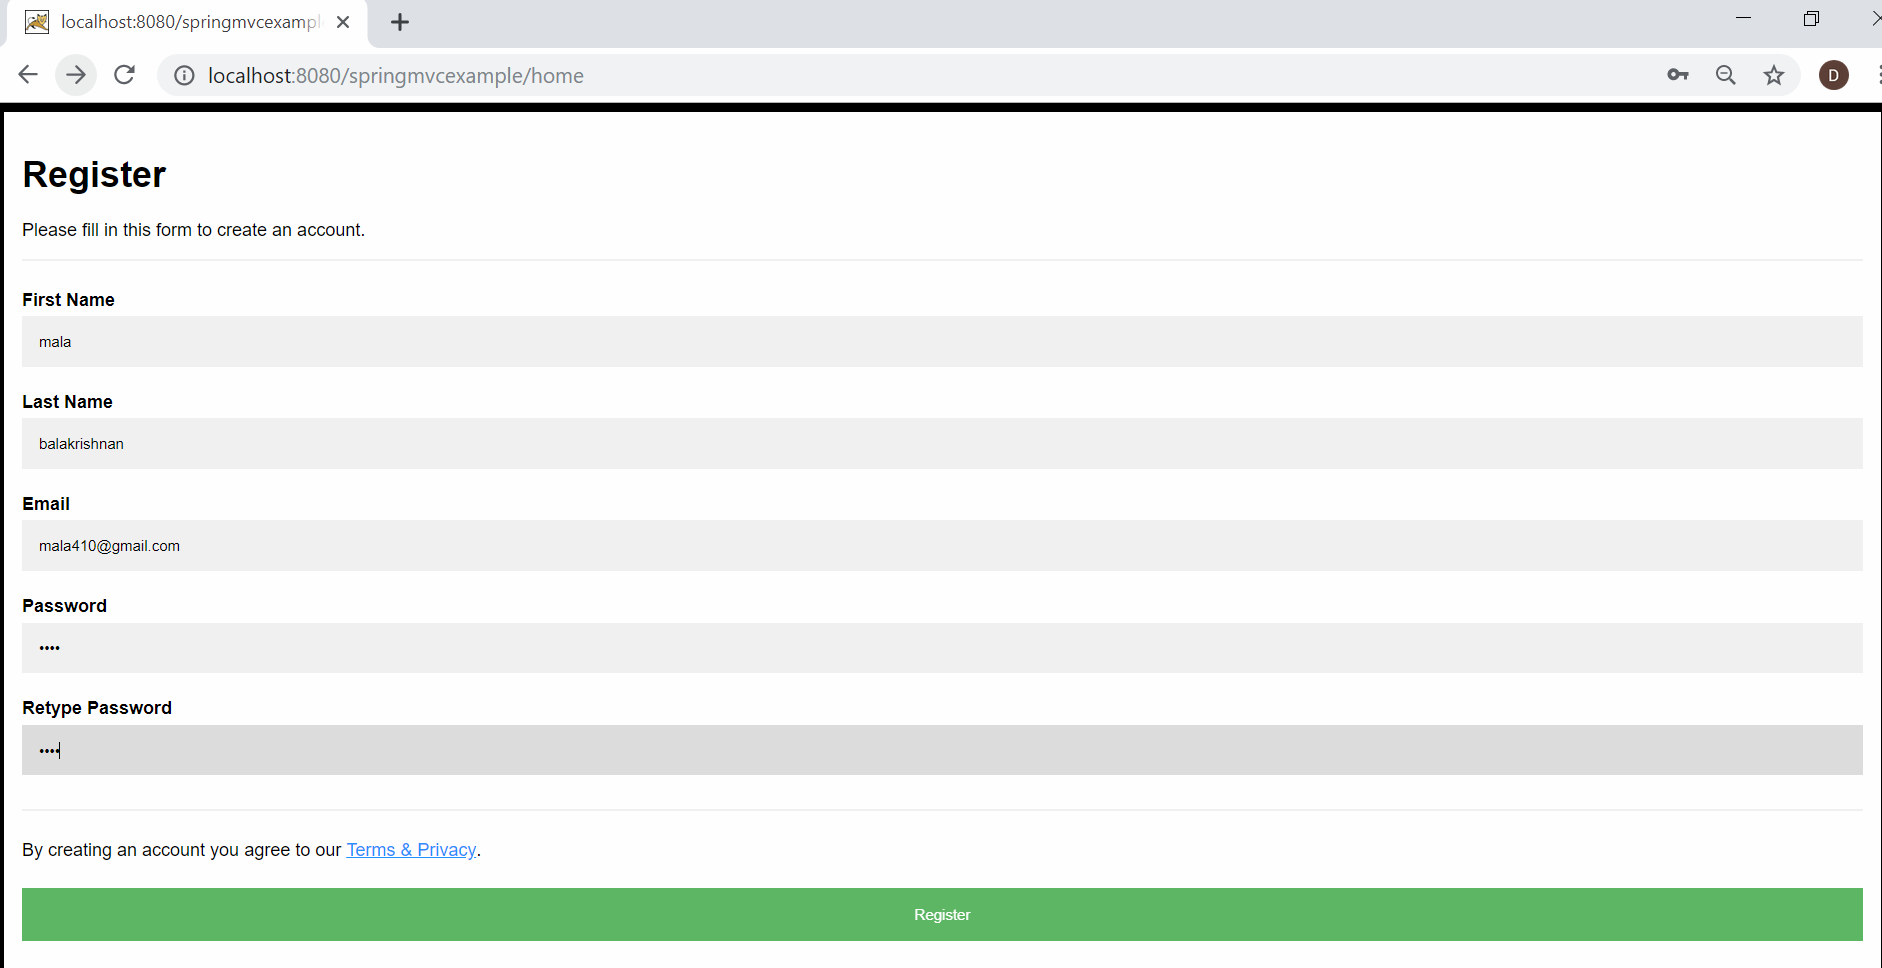 localhost:8080/springmvcexampl
localhost:8080/springmvcexample/home
D
Register
Please fill in this form to create an account.
First Name
mala
Last Name
balakrishnan
Email
mala410@gmail.com
Password
••••
Retype Password
••••
By creating an account you agree to our Terms & Privacy.
Register